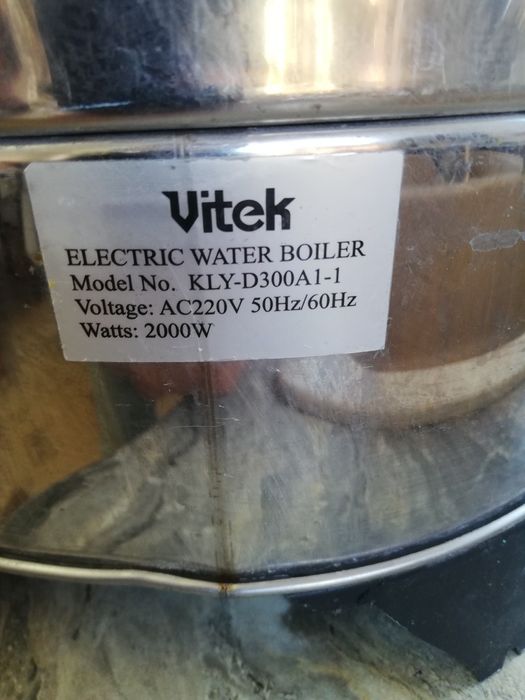 Vitek
ELECTRIC WATER BOILER
Model No. KLY-D300A1-1
Voltage: AC220V 50Hz/60Hz
Watts: 2000W